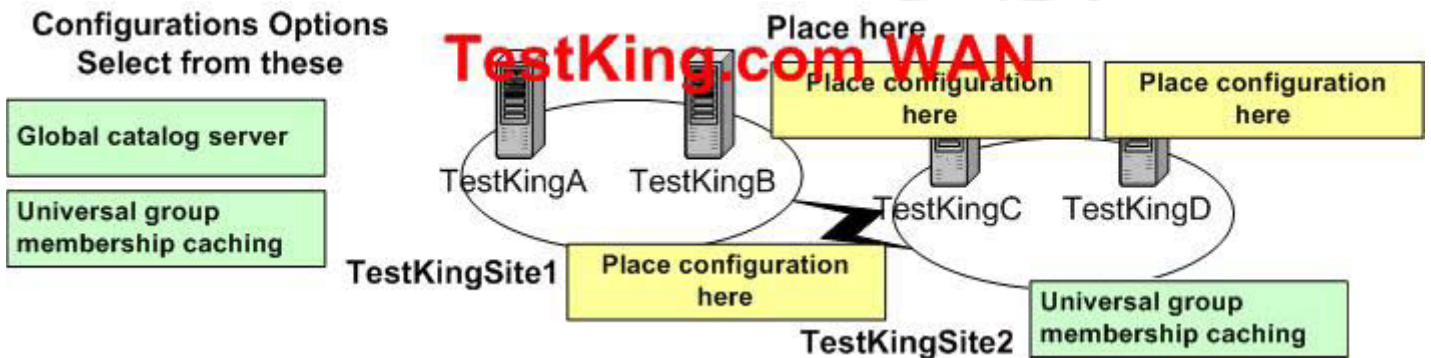 Configurations Options
Select from these
Global catalog server
Universal group
membership caching
Place here
TestKing.com WAN
Place configuration
here
Place configuration
here
TestKingA
TestKingB
TestKingC
TestKingD
TestKingSite1
Place configuration
here
TestKingSite2
Universal group
membership caching